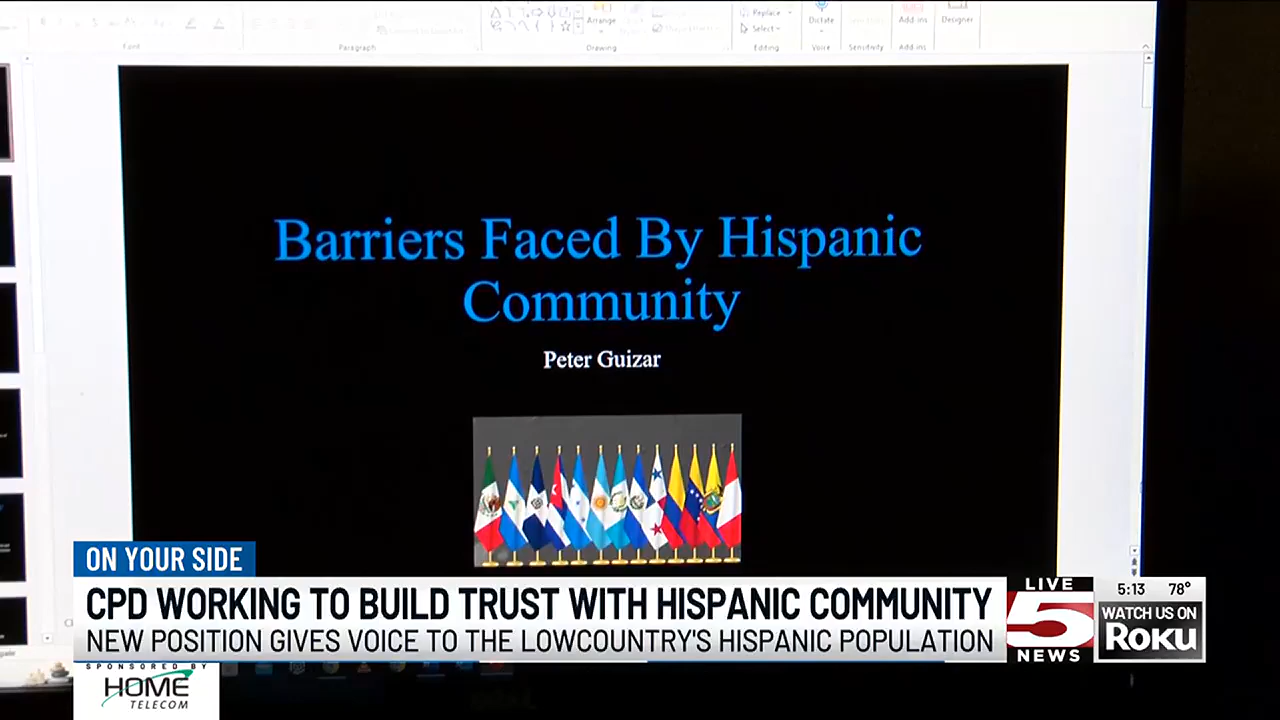 Font
Paragraph
Arrange
Drawing
Replace
Select
Editing
Dictate
Voice
Sensitivity
Add-ins
Add-ins
Designer
Barriers Faced By Hispanic
Community
Peter Guizar
ON YOUR SIDE
CPD WORKING TO BUILD TRUST WITH HISPANIC COMMUNITY
NEW POSITION GIVES VOICE TO THE LOWCOUNTRY'S HISPANIC POPULATION
LIVE
5
NEWS
5:13 78°
WATCH US ON
Roku
SPONSORED BY
HOME
TELECOM